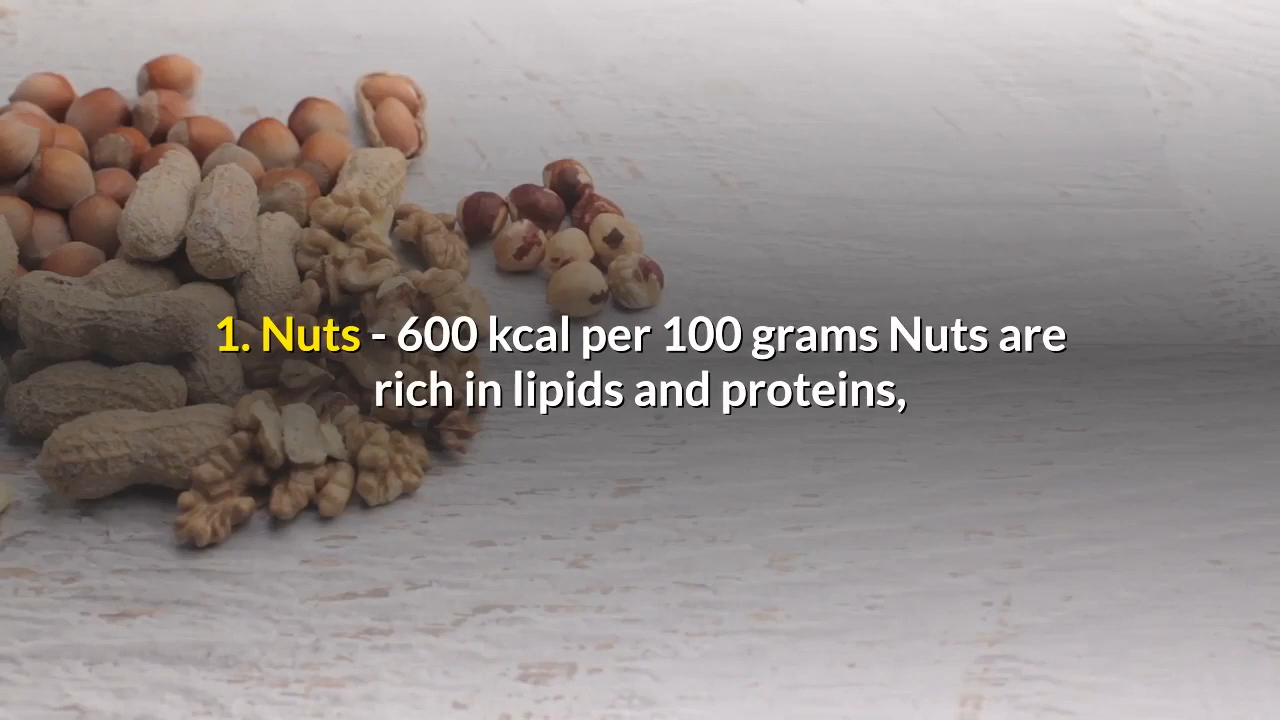 1. Nuts - 600 kcal per 100 grams Nuts are
rich in lipids and proteins,